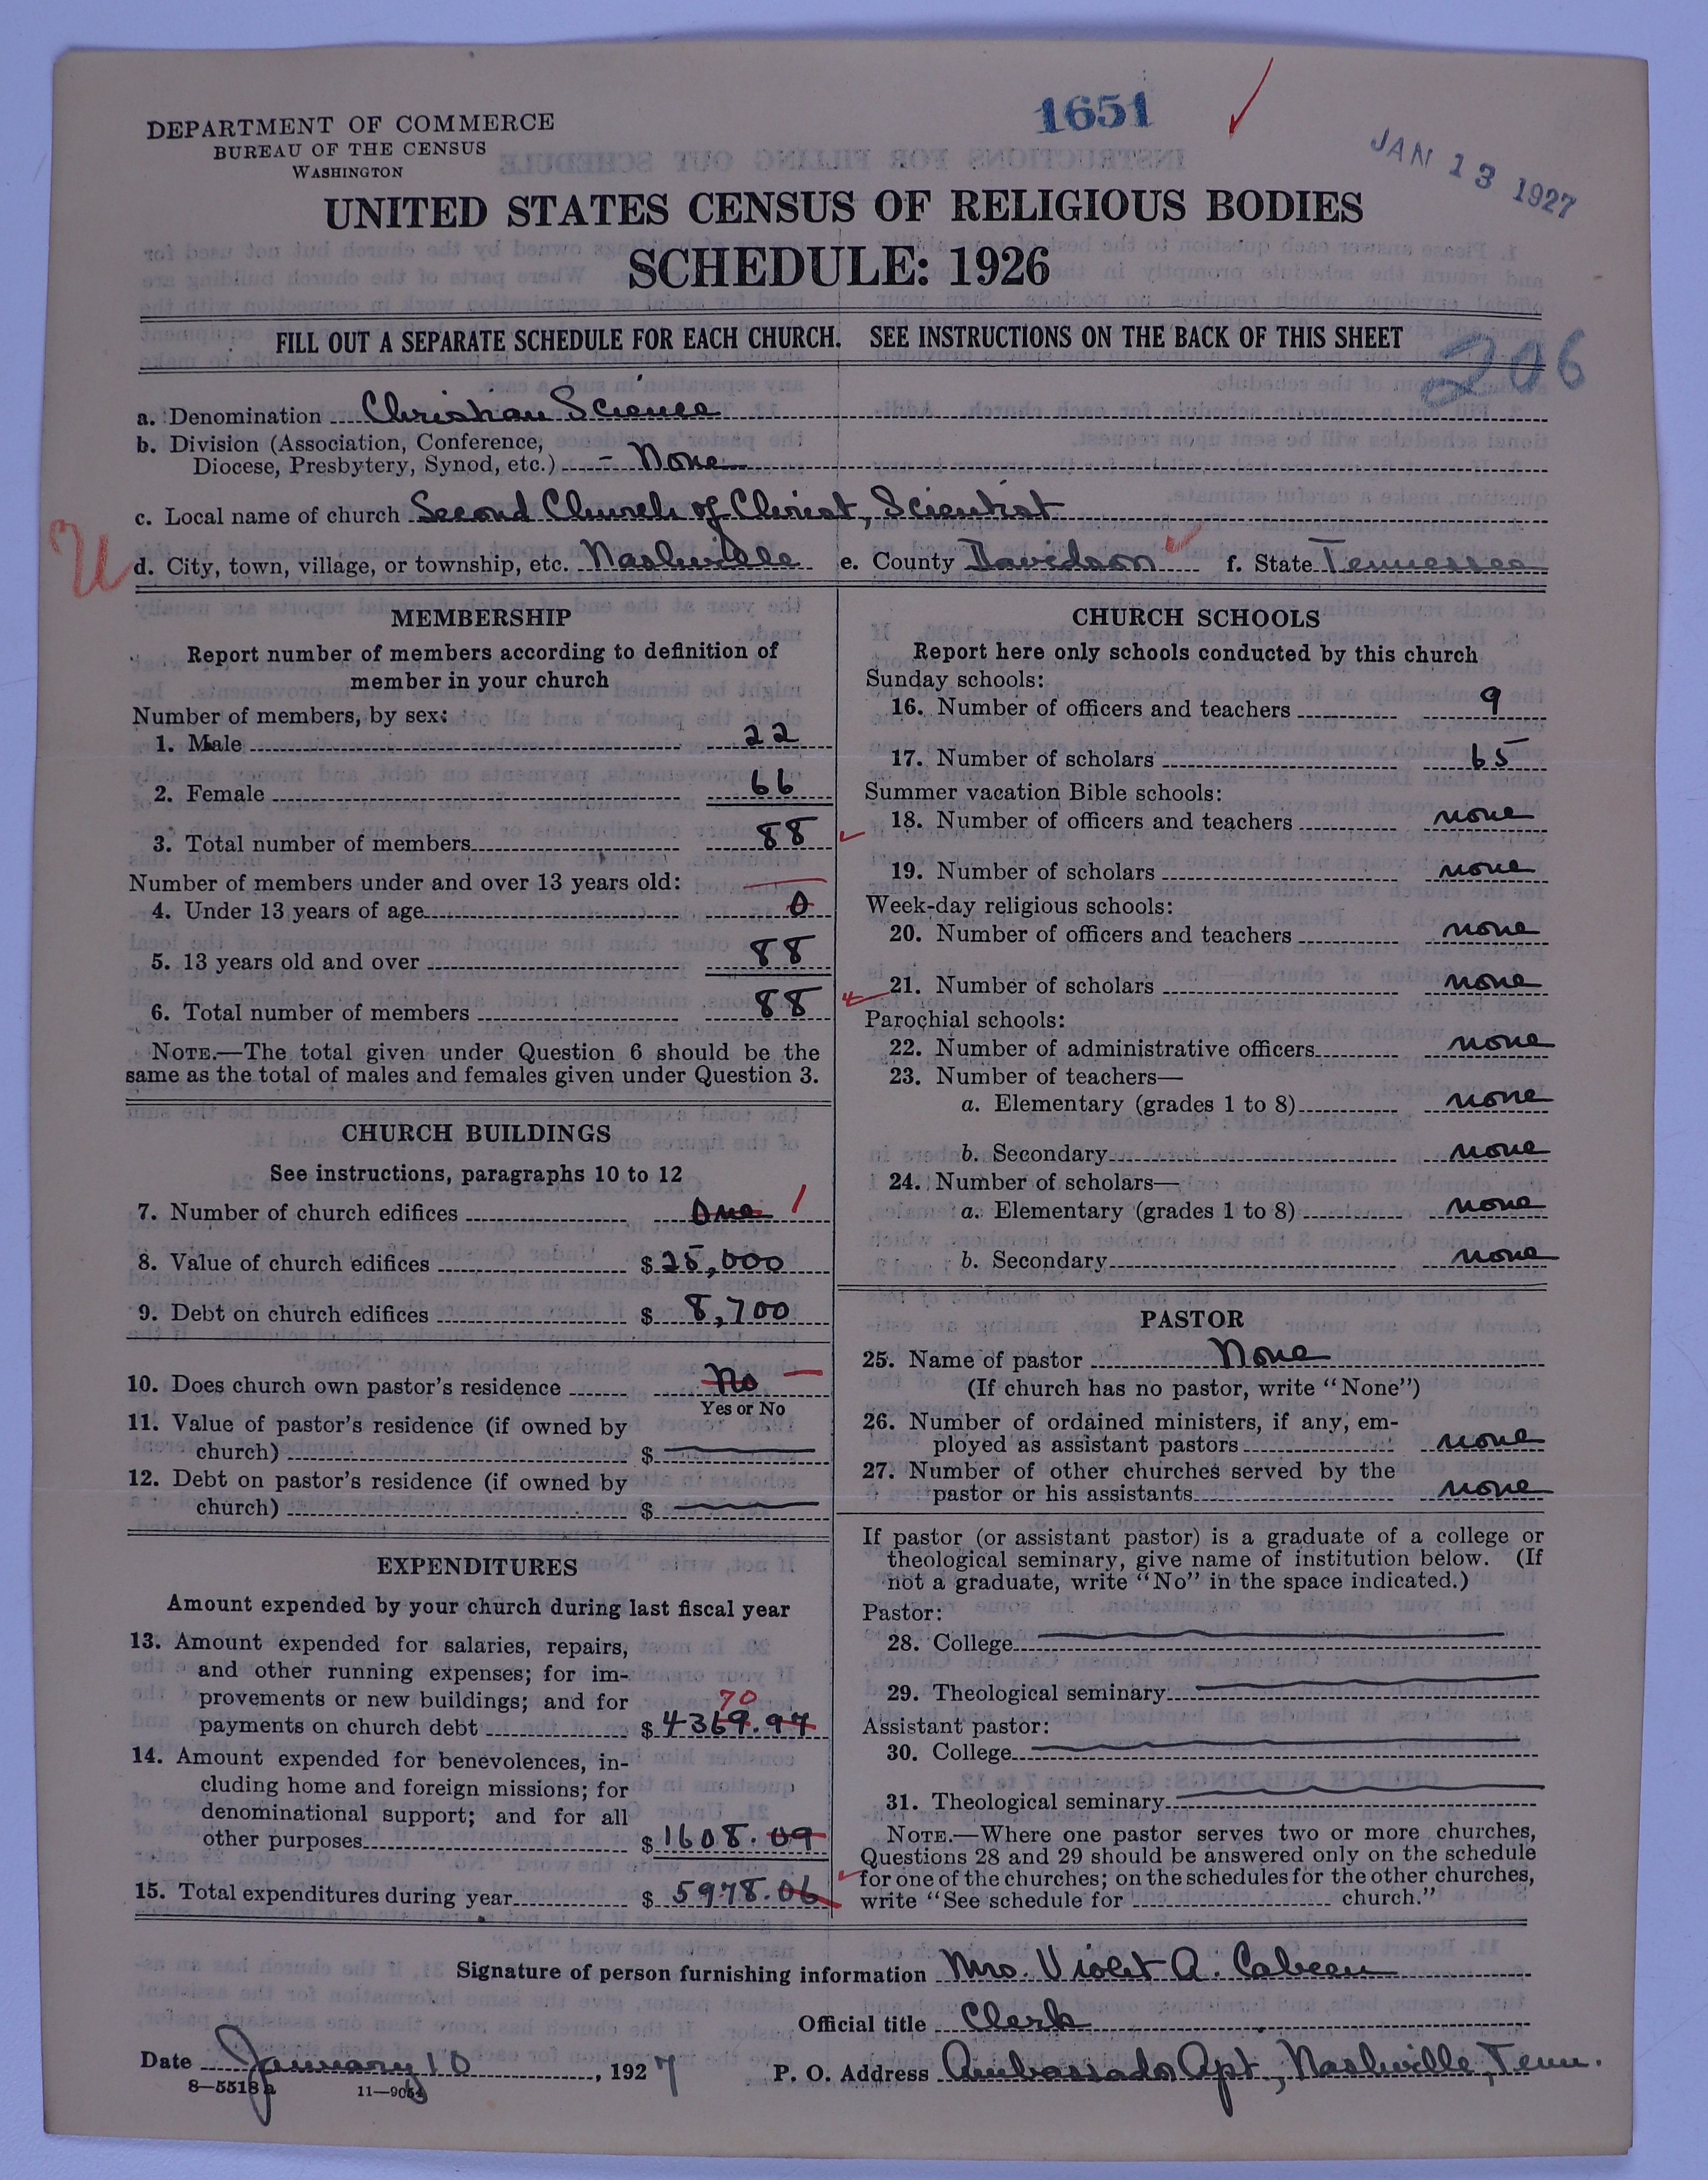 1651
JAN 13 1927
DEPARTMENT OF COMMERCE
BUREAU OF THE CENSUS
WASHINGTON
UNITED STATES CENSUS OF RELIGIOUS BODIES
SCHEDULE: 1926
FILL OUT A SEPARATE SCHEDULE FOR EACH CHURCH. SEE INSTRUCTIONS ON THE BACK OF THIS SHEET
206
a. Denomination Christian Science
b. Division (Association, Conference,
Diocese, Presbytery, Synod, etc.) - None
c. Local name of church Second Church of Christ, Scientist
U
d. City, town, village, or township, etc. Nashville e. County Davidson f. State Tennessee
MEMBERSHIP
Report number of members according to definition of
member in your church
Number of members, by sex:
1. Male 22
2. Female 66
3. Total number of members 88
Number of members under and over 13 years old:
4. Under 13 years of age 0
5. 13 years old and over 88
6. Total number of members 88
NOTE.—The total given under Question 6 should be the
same as the total of males and females given under Question 3.
CHURCH BUILDINGS
See instructions, paragraphs 10 to 12
7. Number of church edifices One 1
8. Value of church edifices $25,000
9. Debt on church edifices $8,700
10. Does church own pastor's residence No
Yes or No
11. Value of pastor's residence (if owned by
church) $
12. Debt on pastor's residence (if owned by
church) $
EXPENDITURES
Amount expended by your church during last fiscal year
13. Amount expended for salaries, repairs,
and other running expenses; for im-
provements or new buildings; and for 70
payments on church debt $4369.97
14. Amount expended for benevolences, in-
cluding home and foreign missions; for
denominational support; and for all
other purposes $1608.09
15. Total expenditures during year $5978.06
CHURCH SCHOOLS
Report here only schools conducted by this church
Sunday schools:
16. Number of officers and teachers 9
17. Number of scholars 65
Summer vacation Bible schools:
18. Number of officers and teachers none
19. Number of scholars none
Week-day religious schools:
20. Number of officers and teachers none
21. Number of scholars none
Parochial schools:
22. Number of administrative officers none
23. Number of teachers—
a. Elementary (grades 1 to 8) none
b. Secondary none
24. Number of scholars—
a. Elementary (grades 1 to 8) none
b. Secondary none
PASTOR
25. Name of pastor None
(If church has no pastor, write "None")
26. Number of ordained ministers, if any, em-
ployed as assistant pastors none
27. Number of other churches served by the
pastor or his assistants none
If pastor (or assistant pastor) is a graduate of a college or
theological seminary, give name of institution below. (If
not a graduate, write "No" in the space indicated.)
Pastor:
28. College
29. Theological seminary
Assistant pastor:
30. College
31. Theological seminary
NOTE.—Where one pastor serves two or more churches,
Questions 28 and 29 should be answered only on the schedule
for one of the churches; on the schedules for the other churches,
write "See schedule for church."
Signature of person furnishing information Mrs. Violet A. Cabeen
Official title Clerk
Date January 10, 1927 P. O. Address Ambassador Apt, Nashville, Tenn.
8—5518a 11—9054